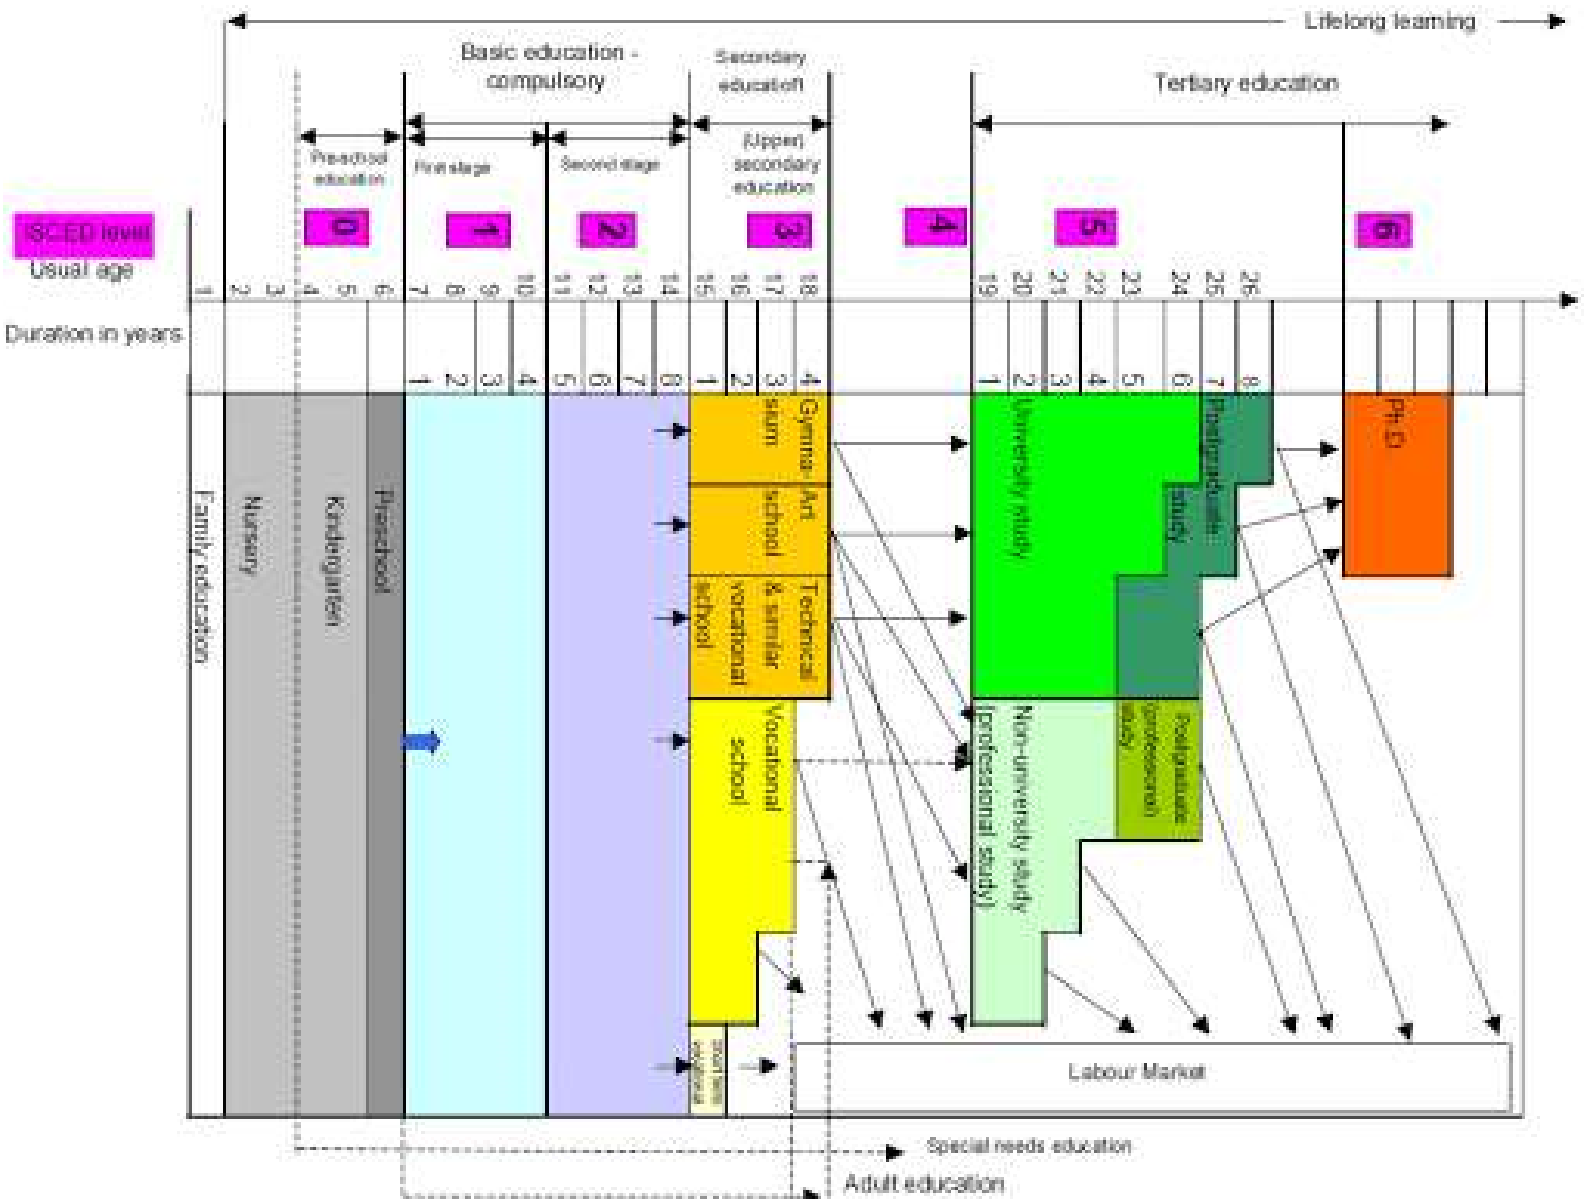 Lifelong learning
Basic education -
compulsory
Secondary
education
Tertiary education
Pre-school
education
First stage
Second stage
(Upper)
secondary
education
ISCED level
0
1
2
3
4
5
6
Usual age
1
2
3
4
5
6
7
8
9
10
11
12
13
14
15
16
17
18
19
20
21
22
23
24
25
26
Duration in years
1
2
3
4
5
6
7
8
1
2
3
4
1
2
3
4
5
6
7
8
Family education
Nursery
Kindergarten
Preschool
Gymna-
sium
Art
school
Technical
& similar
vocational
school
Vocational
school
University study
Postgraduate
study
Ph.D
Non-university study
(professional study)
Postgraduate
(professional)
study
Labour Market
Special needs education
Adult education